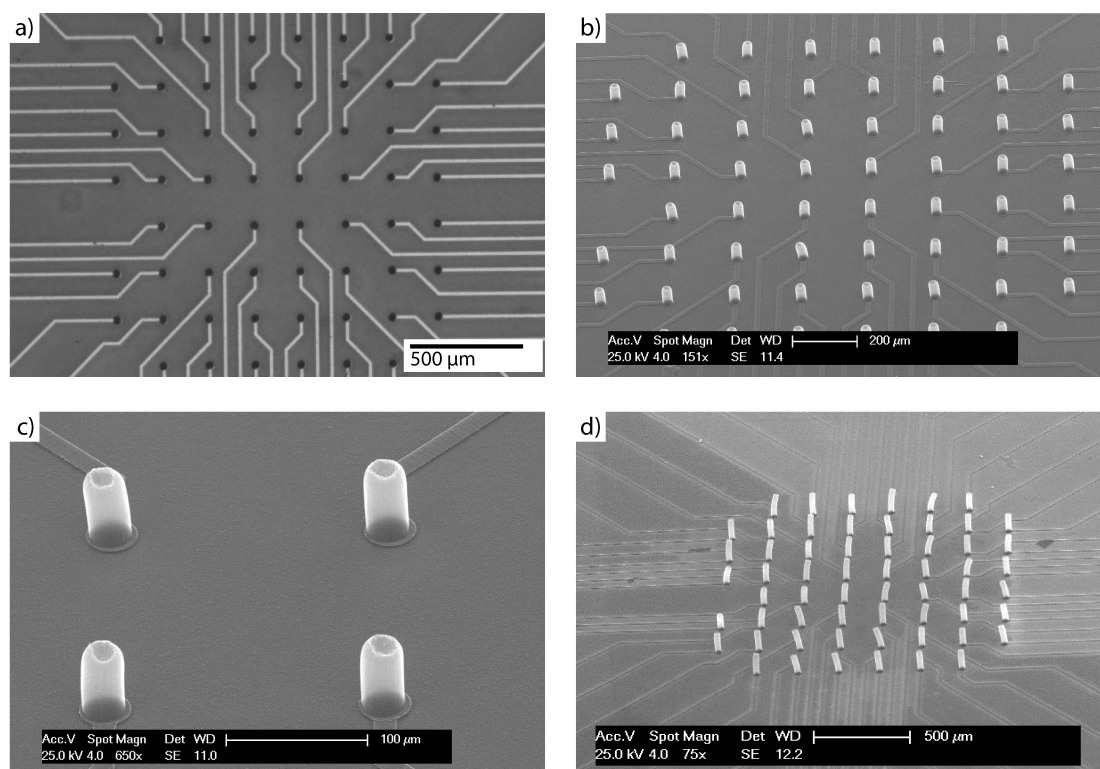 a)
500 µm
b)
Acc.V Spot Magn Det WD 200 µm
25.0 kV 4.0 151x SE 11.4
c)
Acc.V Spot Magn Det WD 100 µm
25.0 kV 4.0 650x SE 11.0
d)
Acc.V Spot Magn Det WD 500 µm
25.0 kV 4.0 75x SE 12.2